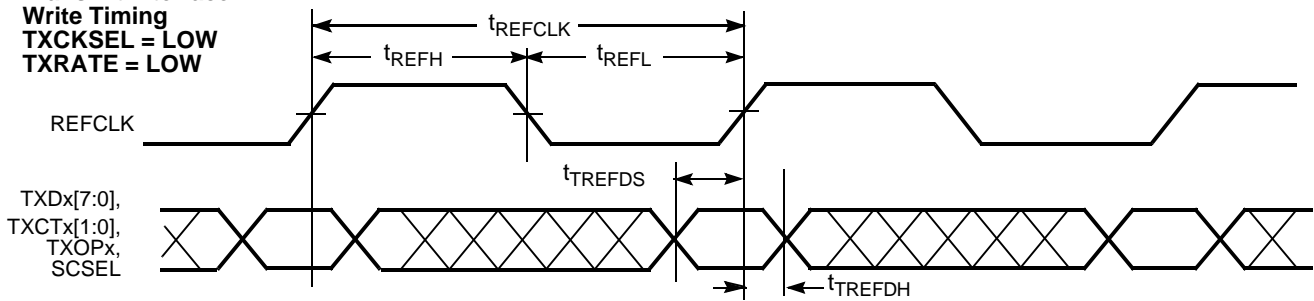 Write Timing
TXCKSEL = LOW
TXRATE = LOW
tREFCLK
tREFH
tREFL
REFCLK
tTREFDS
TXDx[7:0],
TXCTx[1:0],
TXOPx,
SCSEL
tTREFDH